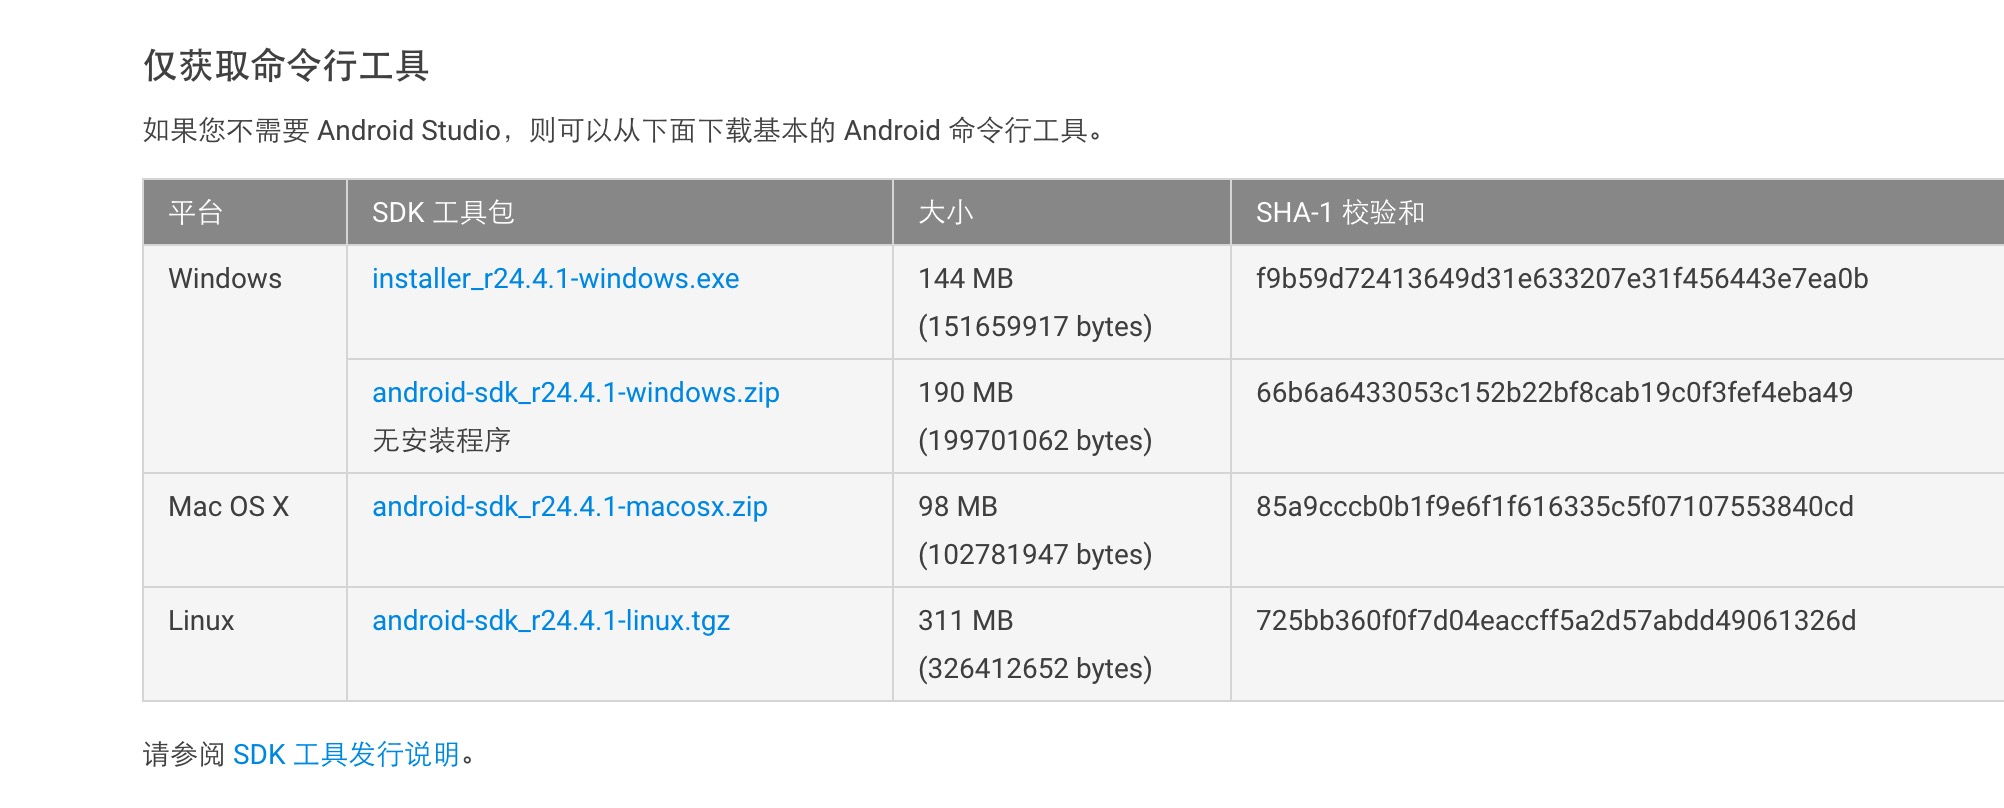 仅获取命令行工具
如果您不需要 Android Studio，则可以从下面下载基本的 Android 命令行工具。
平台 SDK 工具包 大小 SHA-1 校验和
Windows installer_r24.4.1-windows.exe 144 MB f9b59d72413649d31e633207e31f456443e7ea0b
(151659917 bytes)
android-sdk_r24.4.1-windows.zip 190 MB 66b6a6433053c152b22bf8cab19c0f3fef4eba49
无安装程序 (199701062 bytes)
Mac OS X android-sdk_r24.4.1-macosx.zip 98 MB 85a9cccb0b1f9e6f1f616335c5f07107553840cd
(102781947 bytes)
Linux android-sdk_r24.4.1-linux.tgz 311 MB 725bb360f0f7d04eaccff5a2d57abdd49061326d
(326412652 bytes)
请参阅 SDK 工具发行说明。